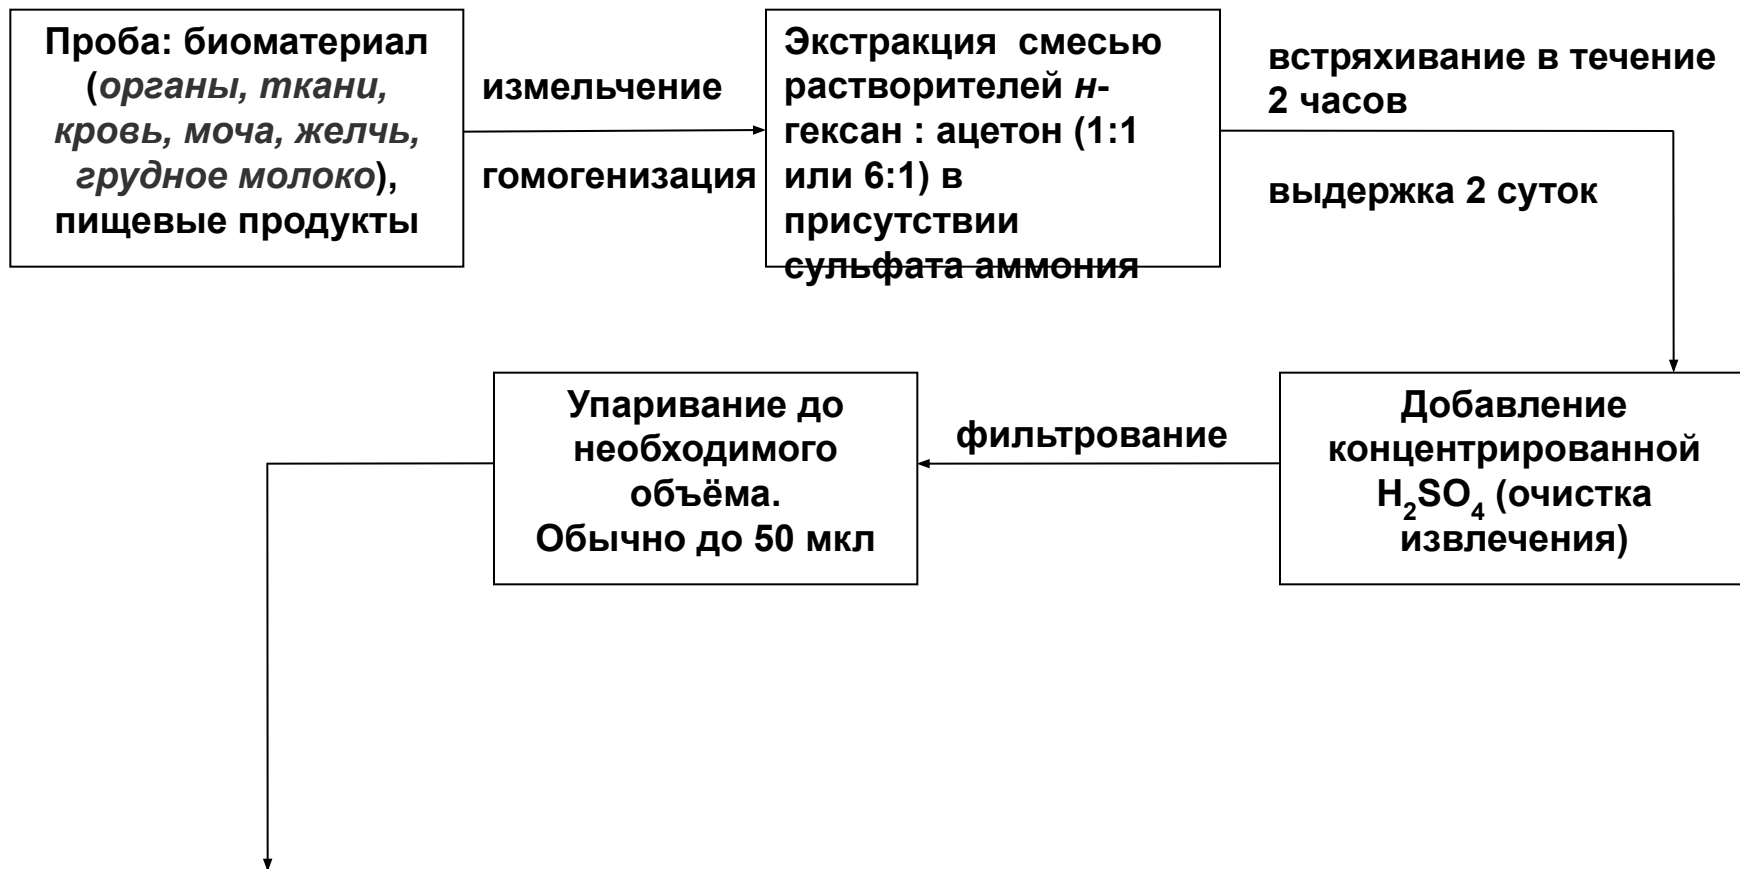 Проба: биоматериал
(органы, ткани,
кровь, моча, желчь,
грудное молоко),
пищевые продукты
измельчение
гомогенизация
Экстракция смесью
растворителей н-
гексан : ацетон (1:1
или 6:1) в
присутствии
сульфата аммония
встряхивание в течение
2 часов
выдержка 2 суток
Добавление
концентрированной
H₂SO₄ (очистка
извлечения)
фильтрование
Упаривание до
необходимого
объёма.
Обычно до 50 мкл